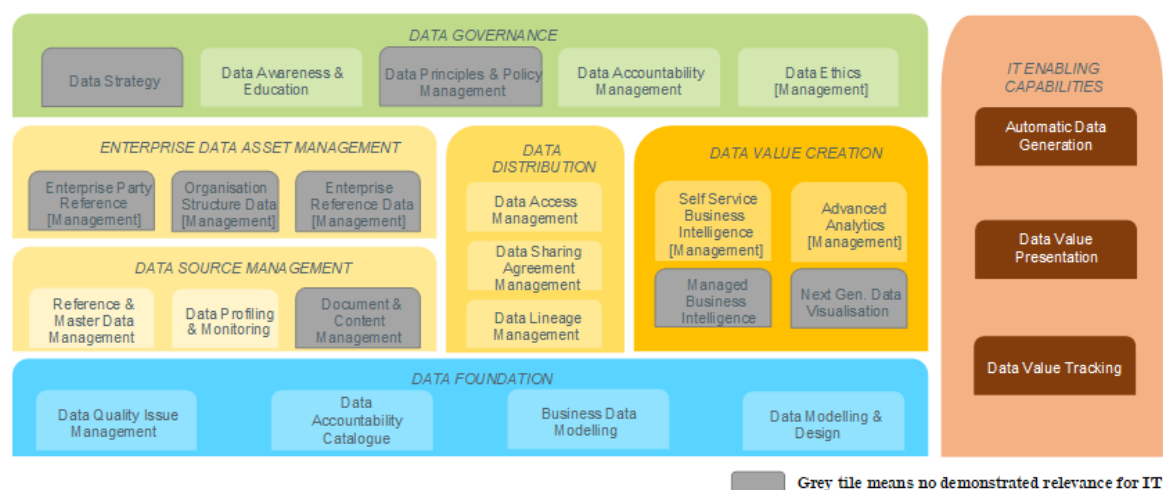 DATA GOVERNANCE
Data Strategy
Data Awareness &
Education
Data Principles & Policy
Management
Data Accountability
Management
Data Ethics
[Management]
ENTERPRISE DATA ASSET MANAGEMENT
Enterprise Party
Reference
[Management]
Organisation
Structure Data
[Management]
Enterprise
Reference Data
[Management]
DATA SOURCE MANAGEMENT
Reference &
Master Data
Management
Data Profiling
& Monitoring
Document &
Content
Management
DATA
DISTRIBUTION
Data Access
Management
Data Sharing
Agreement
Management
Data Lineage
Management
DATA VALUE CREATION
Self Service
Business
Intelligence
[Management]
Advanced
Analytics
[Management]
Managed
Business
Intelligence
Next Gen. Data
Visualisation
DATA FOUNDATION
Data Quality Issue
Management
Data
Accountability
Catalogue
Business Data
Modelling
Data Modelling &
Design
IT ENABLING
CAPABILITIES
Automatic Data
Generation
Data Value
Presentation
Data Value Tracking
Grey tile means no demonstrated relevance for IT